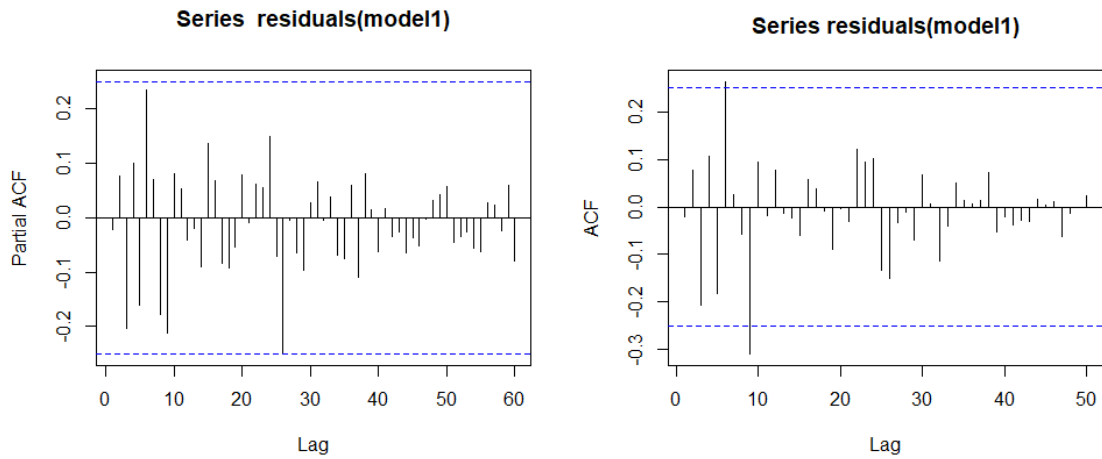 Series residuals(model1)
Partial ACF
0.2
0.1
0.0
-0.1
-0.2
0 10 20 30 40 50 60
Lag
Series residuals(model1)
ACF
0.2
0.1
0.0
-0.1
-0.2
-0.3
0 10 20 30 40 50
Lag